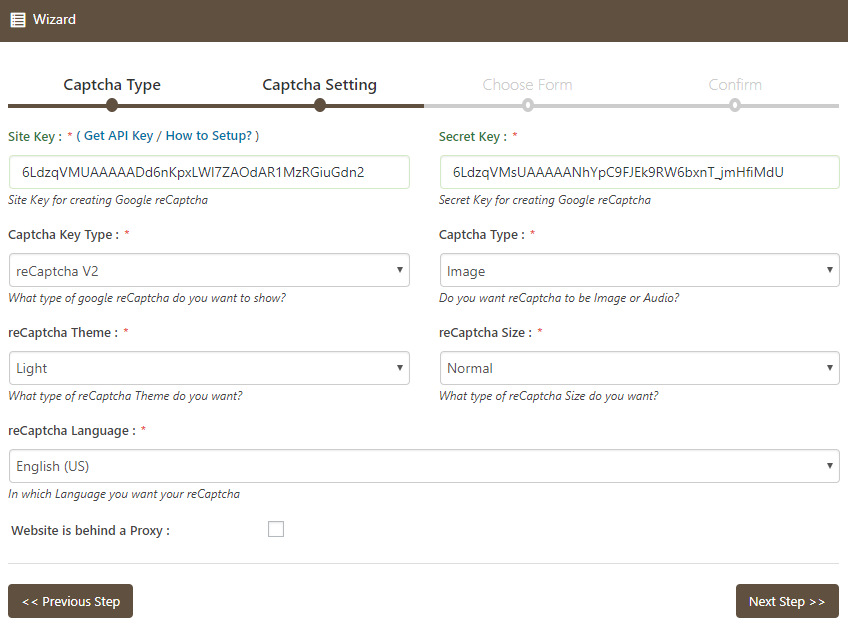 Wizard
Captcha Type Captcha Setting Choose Form Confirm
Site Key : * ( Get API Key / How to Setup? ) Secret Key : *
6LdzqVMUAAAAADd6nKpxLWI7ZAOdAR1MzRGiuGdn2 6LdzqVMsUAAAAANhYpC9FJEk9RW6bxnT_jmHfiMdU
Site Key for creating Google reCaptcha Secret Key for creating Google reCaptcha
Captcha Key Type : * Captcha Type : *
reCaptcha V2 Image
What type of google reCaptcha do you want to show? Do you want reCaptcha to be Image or Audio?
reCaptcha Theme : * reCaptcha Size : *
Light Normal
What type of reCaptcha Theme do you want? What type of reCaptcha Size do you want?
reCaptcha Language : *
English (US)
In which Language you want your reCaptcha
Website is behind a Proxy :
<< Previous Step Next Step >>